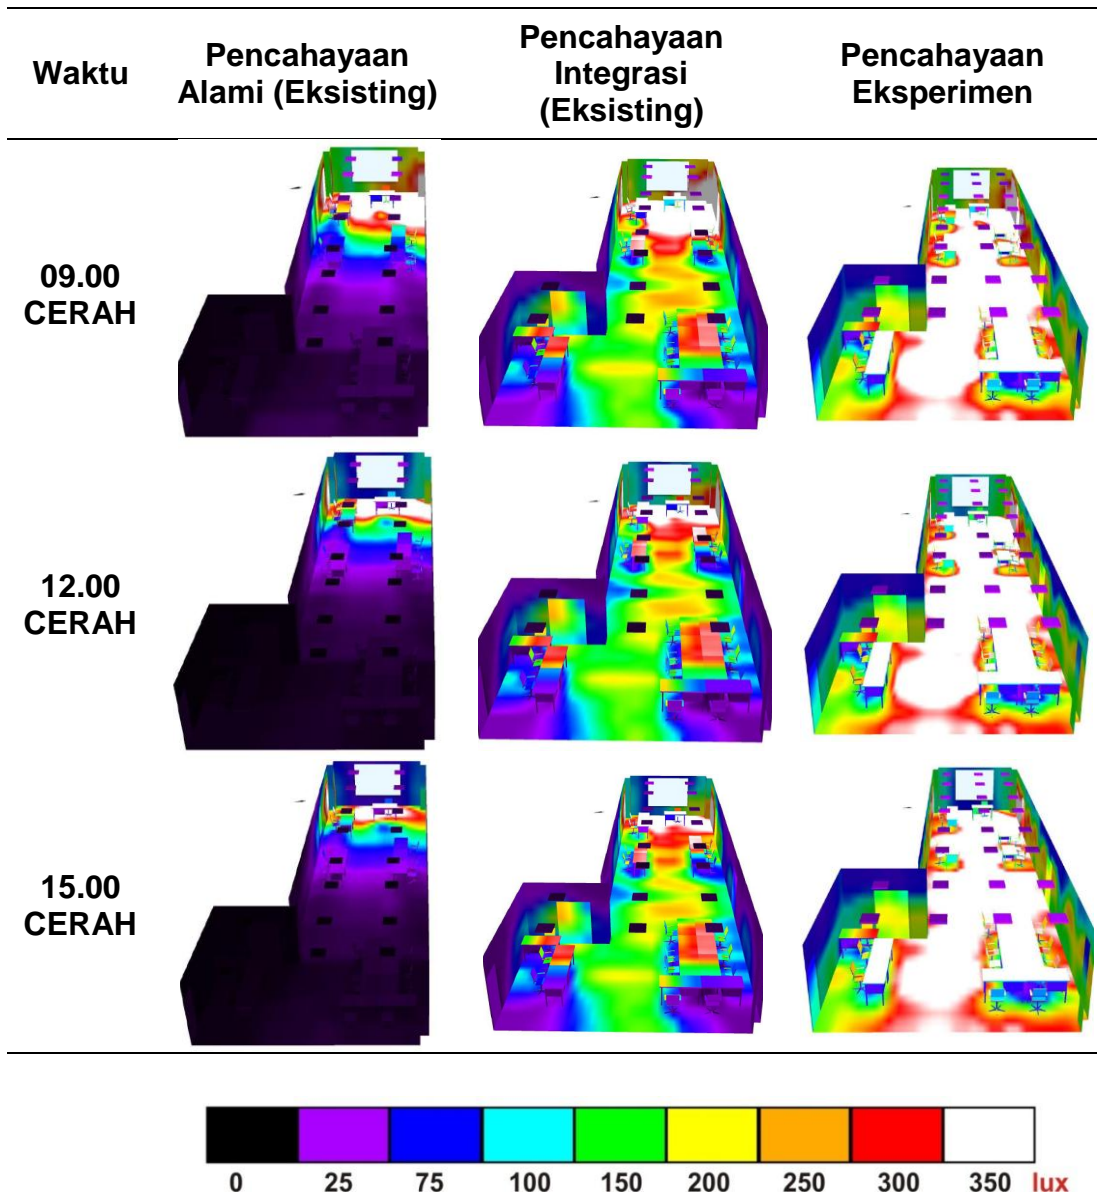 Waktu
Pencahayaan
Alami (Eksisting)
Pencahayaan
Integrasi
(Eksisting)
Pencahayaan
Eksperimen
09.00
CERAH
12.00
CERAH
15.00
CERAH
0 25 75 100 150 200 250 300 350 lux